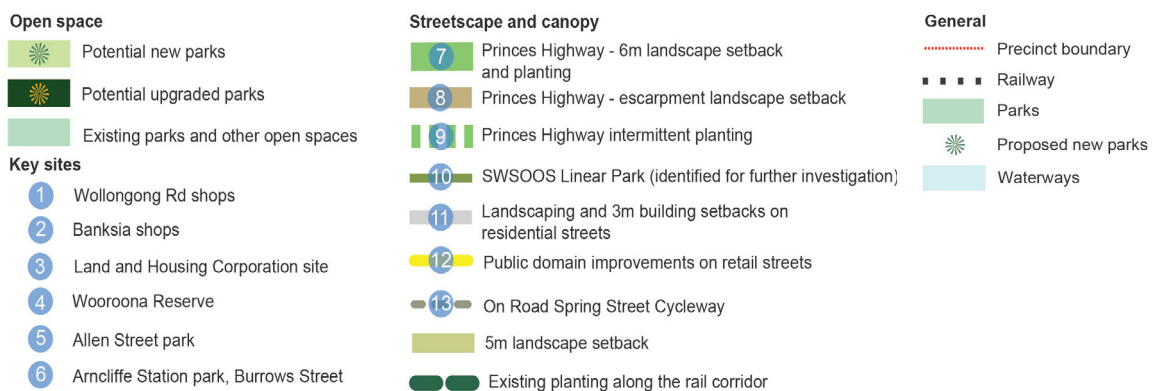 Open space
Potential new parks
Potential upgraded parks
Existing parks and other open spaces
Key sites
1 Wollongong Rd shops
2 Banksia shops
3 Land and Housing Corporation site
4 Wooroona Reserve
5 Allen Street park
6 Arncliffe Station park, Burrows Street
Streetscape and canopy
7 Princes Highway - 6m landscape setback
and planting
8 Princes Highway - escarpment landscape setback
9 Princes Highway intermittent planting
10 SWSOOS Linear Park (identified for further investigation)
11 Landscaping and 3m building setbacks on
residential streets
12 Public domain improvements on retail streets
13 On Road Spring Street Cycleway
5m landscape setback
Existing planting along the rail corridor
General
Precinct boundary
Railway
Parks
Proposed new parks
Waterways